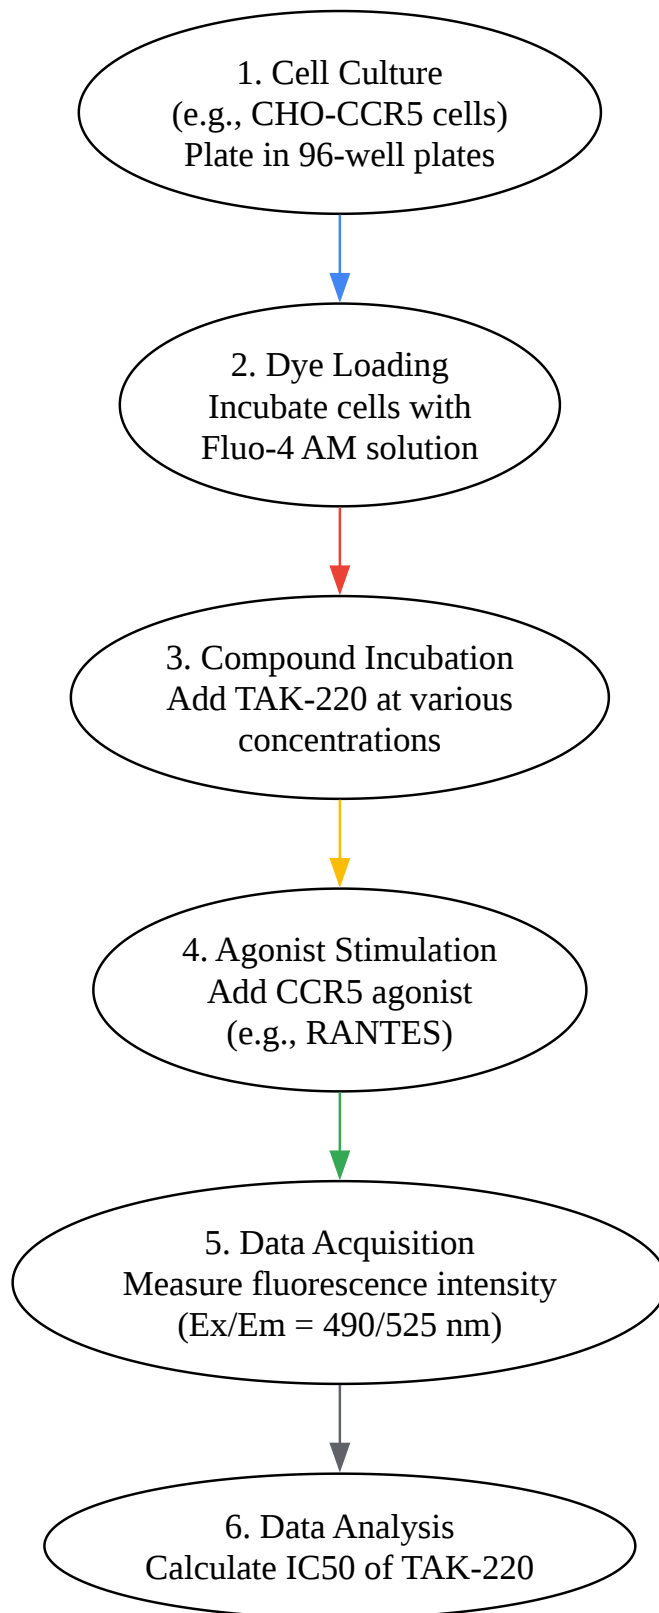 1. Cell Culture
(e.g., CHO-CCR5 cells)
Plate in 96-well plates
2. Dye Loading
Incubate cells with
Fluo-4 AM solution
3. Compound Incubation
Add TAK-220 at various
concentrations
4. Agonist Stimulation
Add CCR5 agonist
(e.g., RANTES)
5. Data Acquisition
Measure fluorescence intensity
(Ex/Em = 490/525 nm)
6. Data Analysis
Calculate IC50 of TAK-220